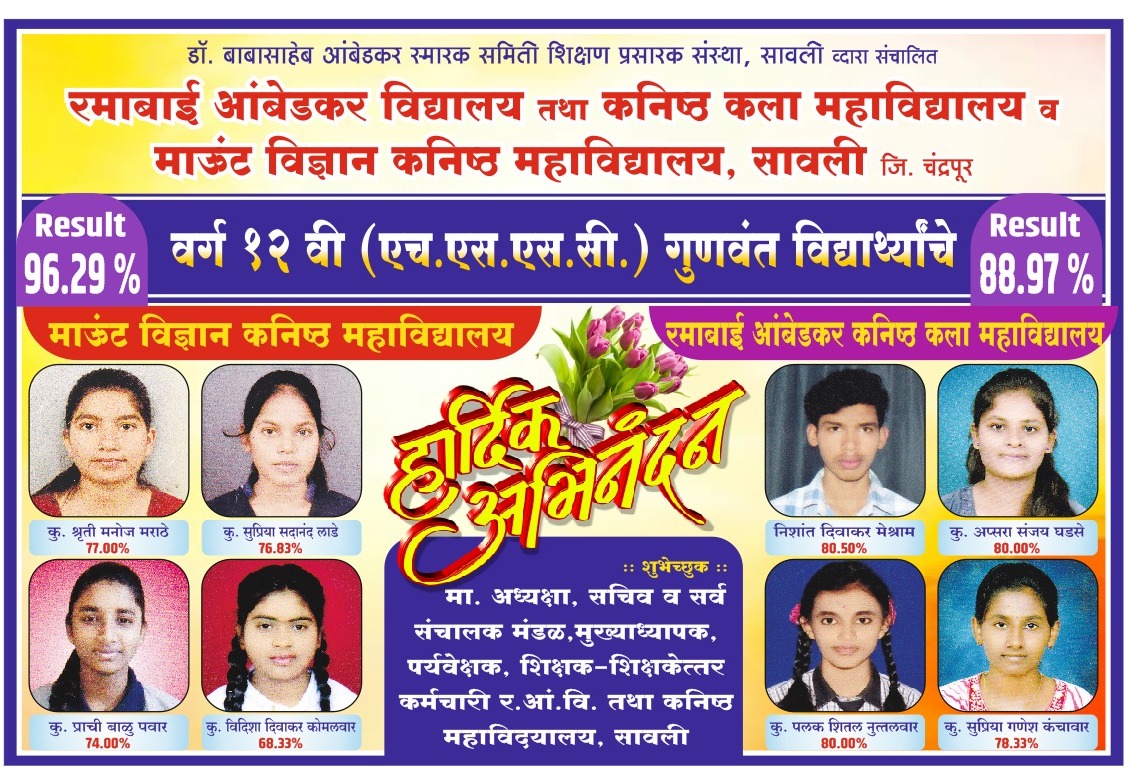 डॉ. बाबासाहेब आंबेडकर स्मारक समिती शिक्षण प्रसारक संस्था, सावली व्दारा संचालित
रमाबाई आंबेडकर विद्यालय तथा कनिष्ठ कला महाविद्यालय व
माऊंट विज्ञान कनिष्ठ महाविद्यालय, सावली जि. चंद्रपूर
Result
96.29 %
वर्ग १२ वी (एच.एस.एस.सी.) गुणवंत विद्यार्थ्यांचे
Result
88.97 %
माऊंट विज्ञान कनिष्ठ महाविद्यालय
रमाबाई आंबेडकर कनिष्ठ कला महाविद्यालय
हार्दिक
अभिनंदन
कु. श्रृती मनोज मराठे
77.00%
कु. सुप्रिया सदानंद लाडे
76.83%
निशांत दिवाकर मेश्राम
80.50%
कु. अप्सरा संजय घडसे
80.00%
:: शुभेच्छुक ::
मा. अध्यक्षा, सचिव व सर्व
संचालक मंडळ,मुख्याध्यापक,
पर्यवेक्षक, शिक्षक-शिक्षकेत्तर
कर्मचारी र.आं.वि. तथा कनिष्ठ
महाविदयालय, सावली
कु. प्राची बाळु पवार
74.00%
कु. विदिशा दिवाकर कोमलवार
68.33%
कु. पलक शितल नुत्तलवार
80.00%
कु. सुप्रिया गणेश कंचावार
78.33%